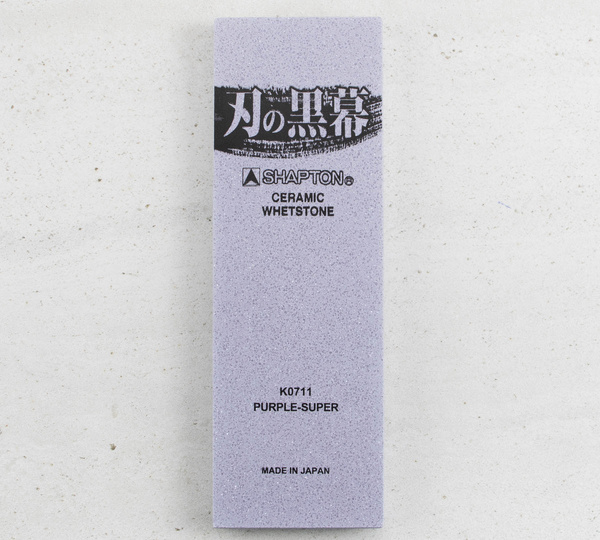 刃の黒幕
SHAPTON®
CERAMIC
WHETSTONE
K0711
PURPLE-SUPER
MADE IN JAPAN